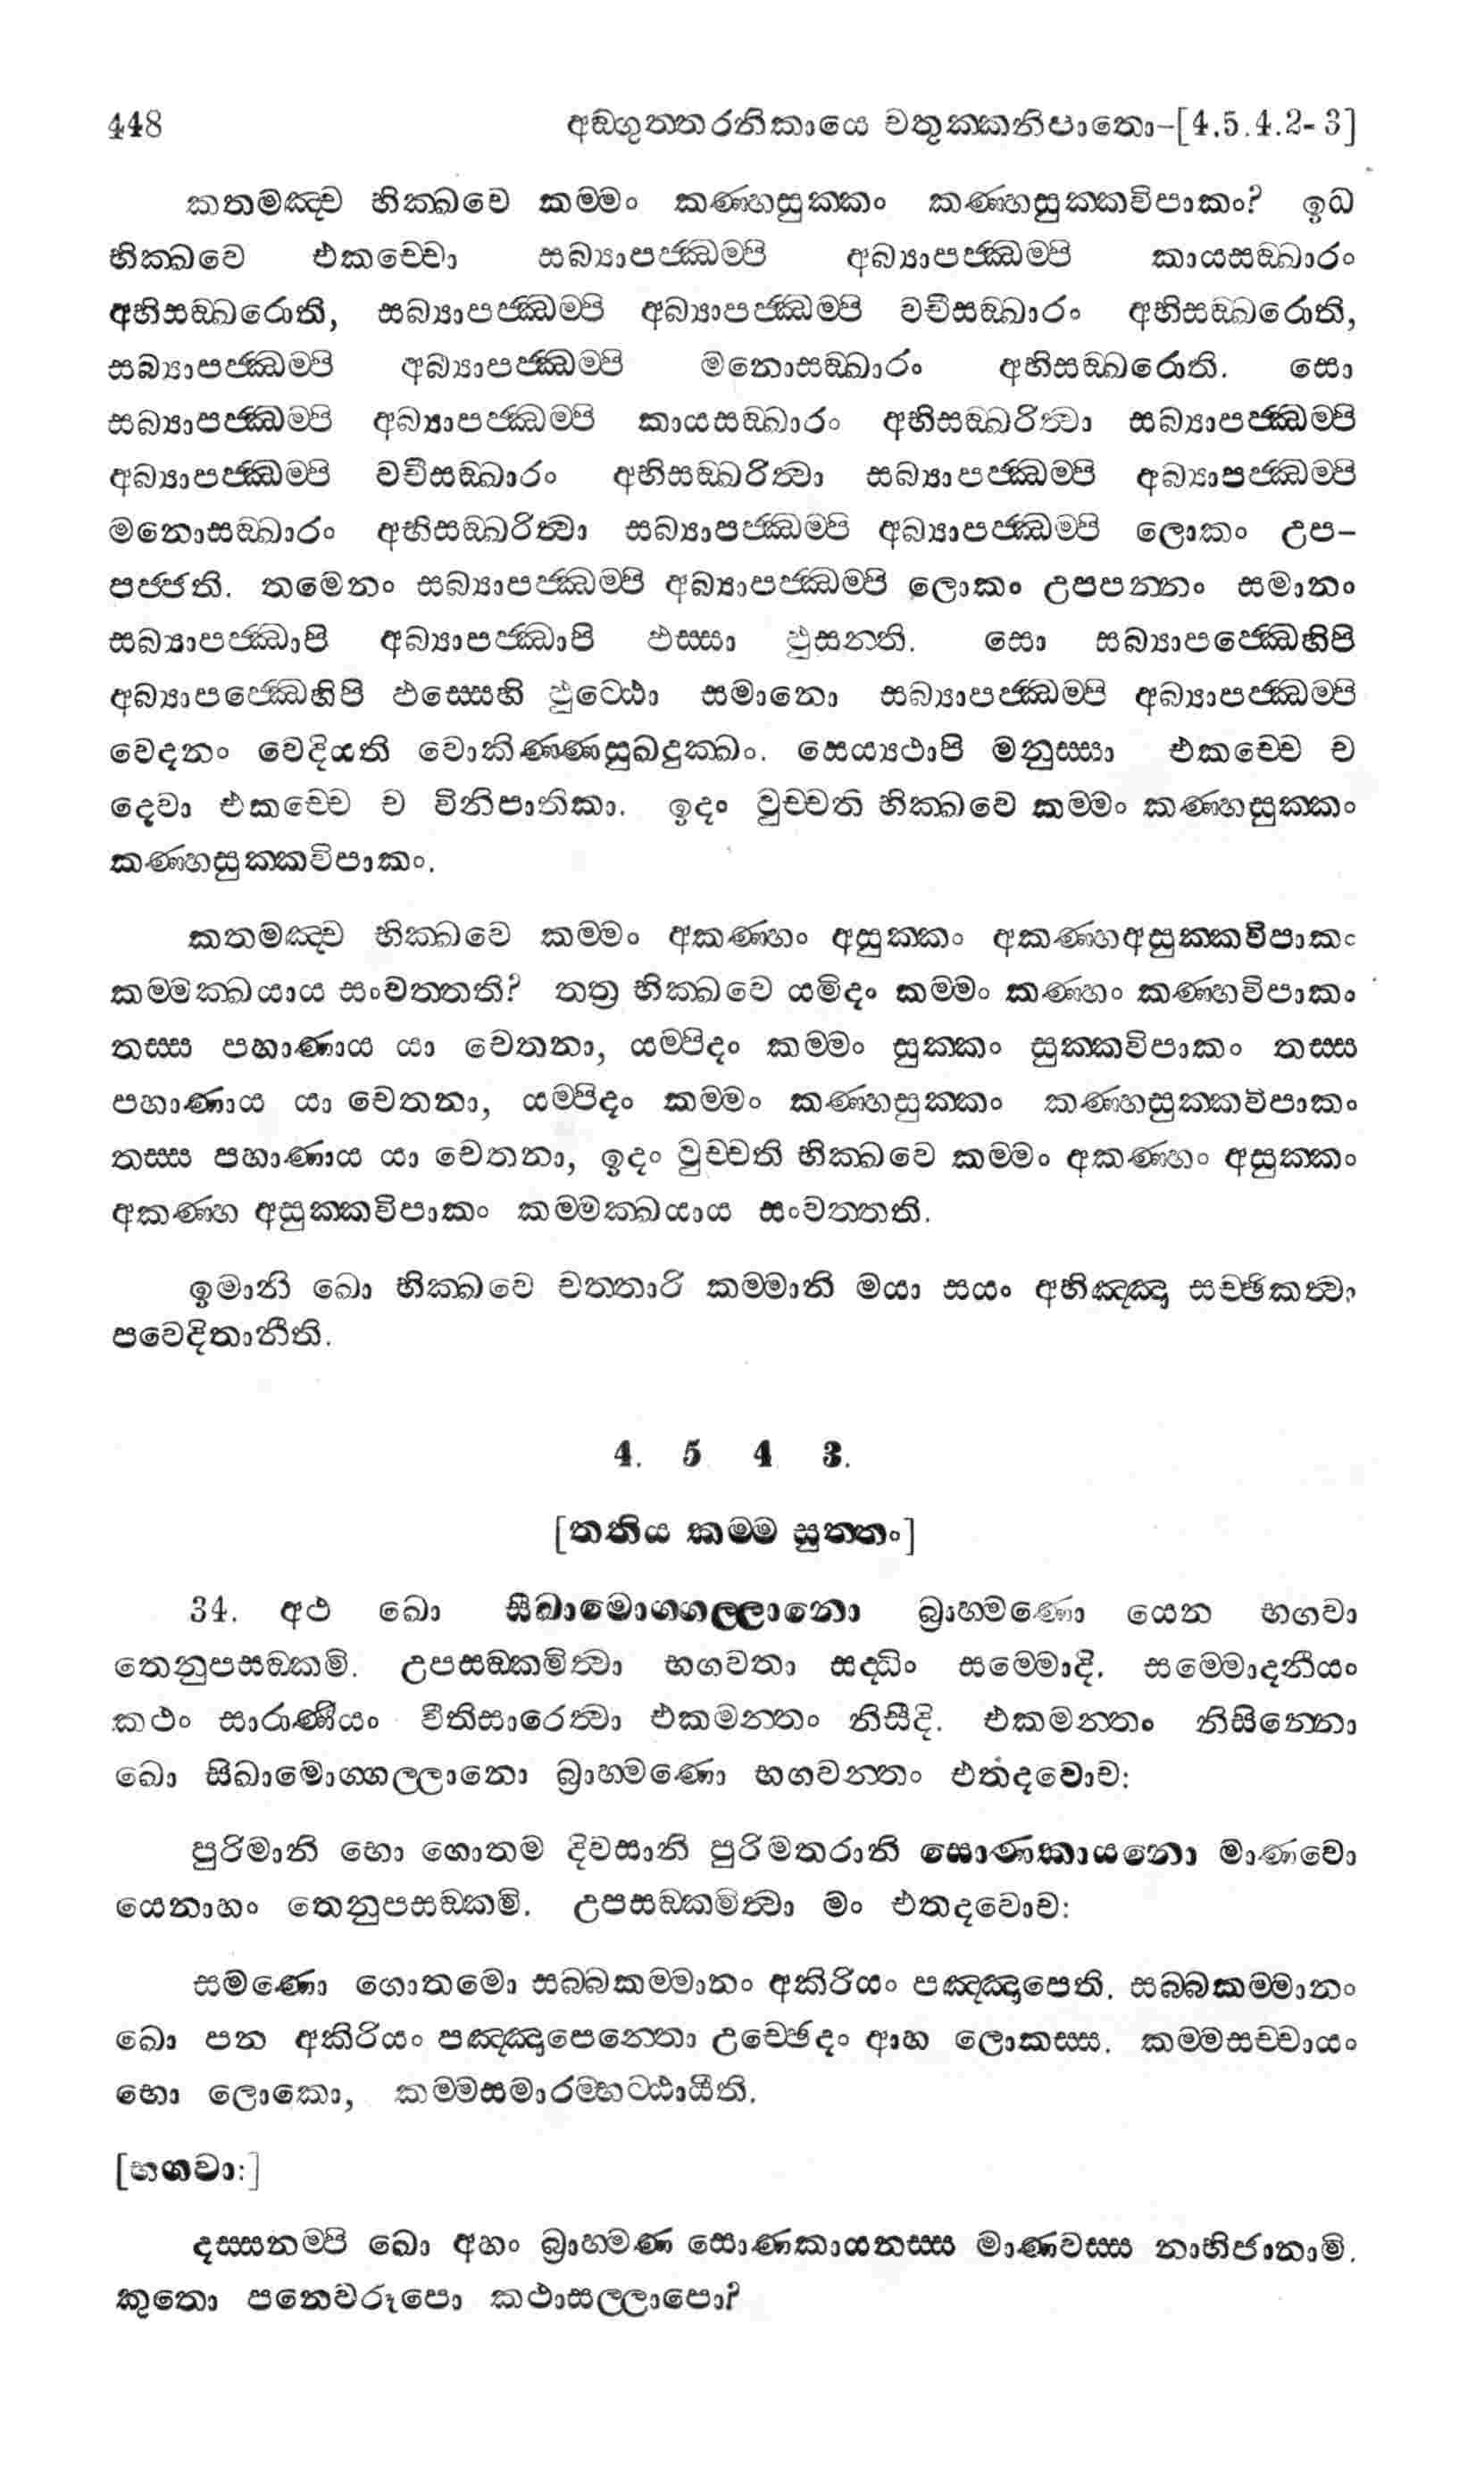 448 අඞ්ගුත්තරනිකායෙ චතුක්කනිපාතො-[4.5.4.2-3]
කතමඤ්ච භික්ඛවෙ කම්මං කණ්හසුක්කං කණ්හසුක්කවිපාකං? ඉධ
භික්ඛවෙ එකච්චො සබ්‍යාපජ්ඣම්පි අබ්‍යාපජ්ඣම්පි කායසඞ්ඛාරං
අභිසඞ්ඛරොති, සබ්‍යාපජ්ඣම්පි අබ්‍යාපජ්ඣම්පි වචීසඞ්ඛාරං අභිසඞ්ඛරොති,
සබ්‍යාපජ්ඣම්පි අබ්‍යාපජ්ඣම්පි මනොසඞ්ඛාරං අභිසඞ්ඛරොති. සො
සබ්‍යාපජ්ඣම්පි අබ්‍යාපජ්ඣම්පි කායසඞ්ඛාරං අභිසඞ්ඛරිත්‍වා සබ්‍යාපජ්ඣම්පි
අබ්‍යාපජ්ඣම්පි වචීසඞ්ඛාරං අභිසඞ්ඛරිත්‍වා සබ්‍යාපජ්ඣම්පි අබ්‍යාපජ්ඣම්පි
මනොසඞ්ඛාරං අභිසඞ්ඛරිත්‍වා සබ්‍යාපජ්ඣම්පි අබ්‍යාපජ්ඣම්පි ලොකං උප-
පජ්ජති. තමෙනං සබ්‍යාපජ්ඣම්පි අබ්‍යාපජ්ඣම්පි ලොකං උපපන්නං සමානං
සබ්‍යාපජ්ඣාපි අබ්‍යාපජ්ඣාපි ඵස්සා ඵුසන්ති. සො සබ්‍යාපජ්ඣෙහිපි
අබ්‍යාපජ්ඣෙහිපි ඵස්සෙහි ඵුට්ඨො සමානො සබ්‍යාපජ්ඣම්පි අබ්‍යාපජ්ඣම්පි
වෙදනං වෙදියති වොකිණ්ණසුඛදුක්ඛං. සෙය්‍යථාපි මනුස්සා එකච්චෙ ච
දෙවා එකච්චෙ ච විනිපාතිකා. ඉදං වුච්චති භික්ඛවෙ කම්මං කණ්හසුක්කං
කණ්හසුක්කවිපාකං.
කතමඤ්ච භික්ඛවෙ කම්මං අකණ්හං අසුක්කං අකණ්හඅසුක්කවිපාකං
කම්මක්ඛයාය සංවත්තති? තත්‍ර භික්ඛවෙ යමිදං කම්මං කණ්හං කණ්හවිපාකං
තස්ස පහාණාය යා චෙතනා, යම්පිදං කම්මං සුක්කං සුක්කවිපාකං තස්ස
පහාණාය යා චෙතනා, යම්පිදං කම්මං කණ්හසුක්කං කණ්හසුක්කවිපාකං
තස්ස පහාණාය යා චෙතනා, ඉදං වුච්චති භික්ඛවෙ කම්මං අකණ්හං අසුක්කං
අකණ්හ අසුක්කවිපාකං කම්මක්ඛයාය සංවත්තති.
ඉමානි ඛො භික්ඛවෙ චත්තාරි කම්මානි මයා සයං අභිඤ්ඤා සච්ඡිකත්‍වා
පවෙදිතානීති.
4. 5 4 3.
[තතිය කම්ම සුත්තං]
34. අථ ඛො සිඛාමොග්ගල්ලානො බ්‍රාහ්මණො යෙන භගවා
තෙනුපසඞ්කමි. උපසඞ්කමිත්‍වා භගවතා සද්ධිං සම්මොදි. සම්මොදනීයං
කථං සාරාණීයං වීතිසාරෙත්‍වා එකමන්තං නිසීදි. එකමන්තං නිසින්නො
ඛො සිඛාමොග්ගල්ලානො බ්‍රාහ්මණො භගවන්තං එතදවොච:
පුරිමානි භො ගොතම දිවසානි පුරිමතරානි සොණකායනො මාණවො
යෙනාහං තෙනුපසඞ්කමි. උපසඞ්කමිත්‍වා මං එතදවොච:
සමණො ගොතමො සබ්බකම්මානං අකිරියං පඤ්ඤාපෙති. සබ්බකම්මානං
ඛො පන අකිරියං පඤ්ඤාපෙන්තො උච්ඡෙදං ආහ ලොකස්ස. කම්මසච්චායං
භො ලොකො, කම්මසමාරම්භට්ඨායීති.
[භගවා:]
දස්සනම්පි ඛො අහං බ්‍රාහ්මණ සොණකායනස්ස මාණවස්ස නාභිජානාමි.
කුතො පනෙවරූපො කථාසල්ලාපො?